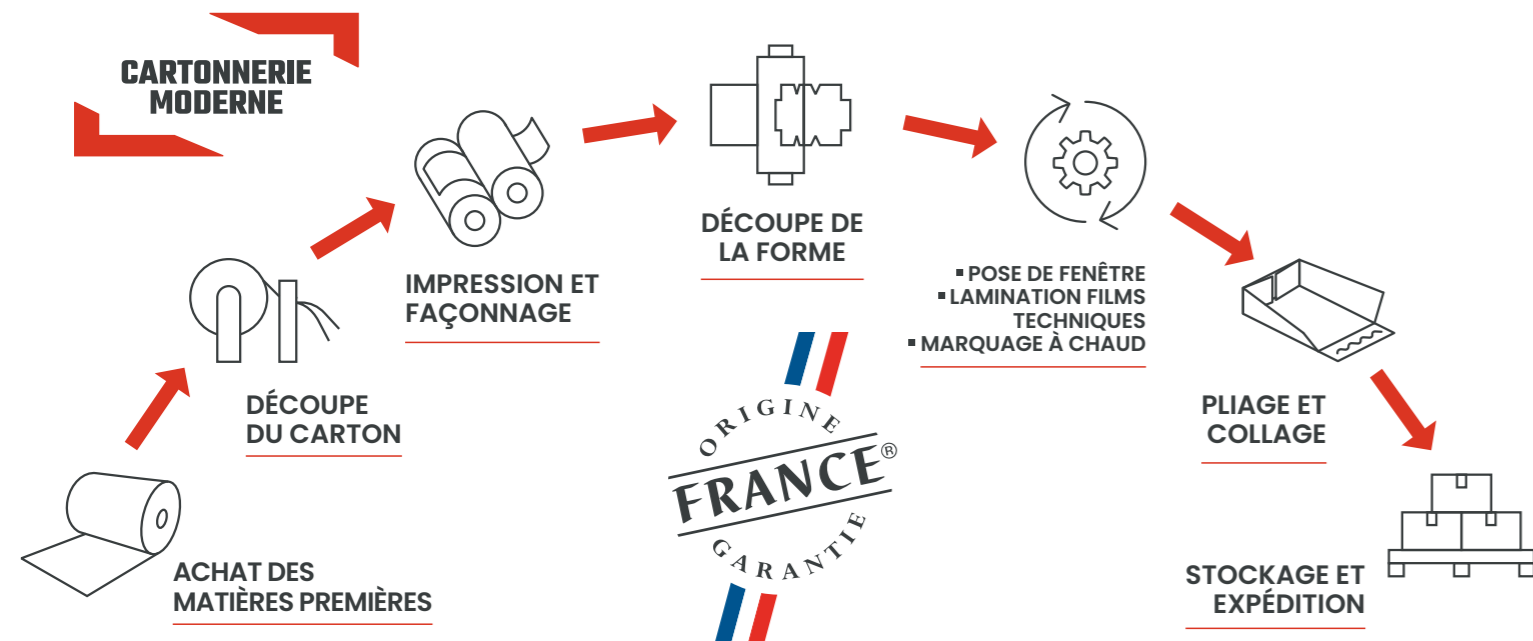 CARTONNERIE
MODERNE
ACHAT DES
MATIÈRES PREMIÈRES
DÉCOUPE
DU CARTON
IMPRESSION ET
FAÇONNAGE
DÉCOUPE DE
LA FORME
▪ POSE DE FENÊTRE
▪ LAMINATION FILMS
TECHNIQUES
▪ MARQUAGE À CHAUD
PLIAGE ET
COLLAGE
STOCKAGE ET
EXPÉDITION
ORIGINE
FRANCE®
GARANTIE